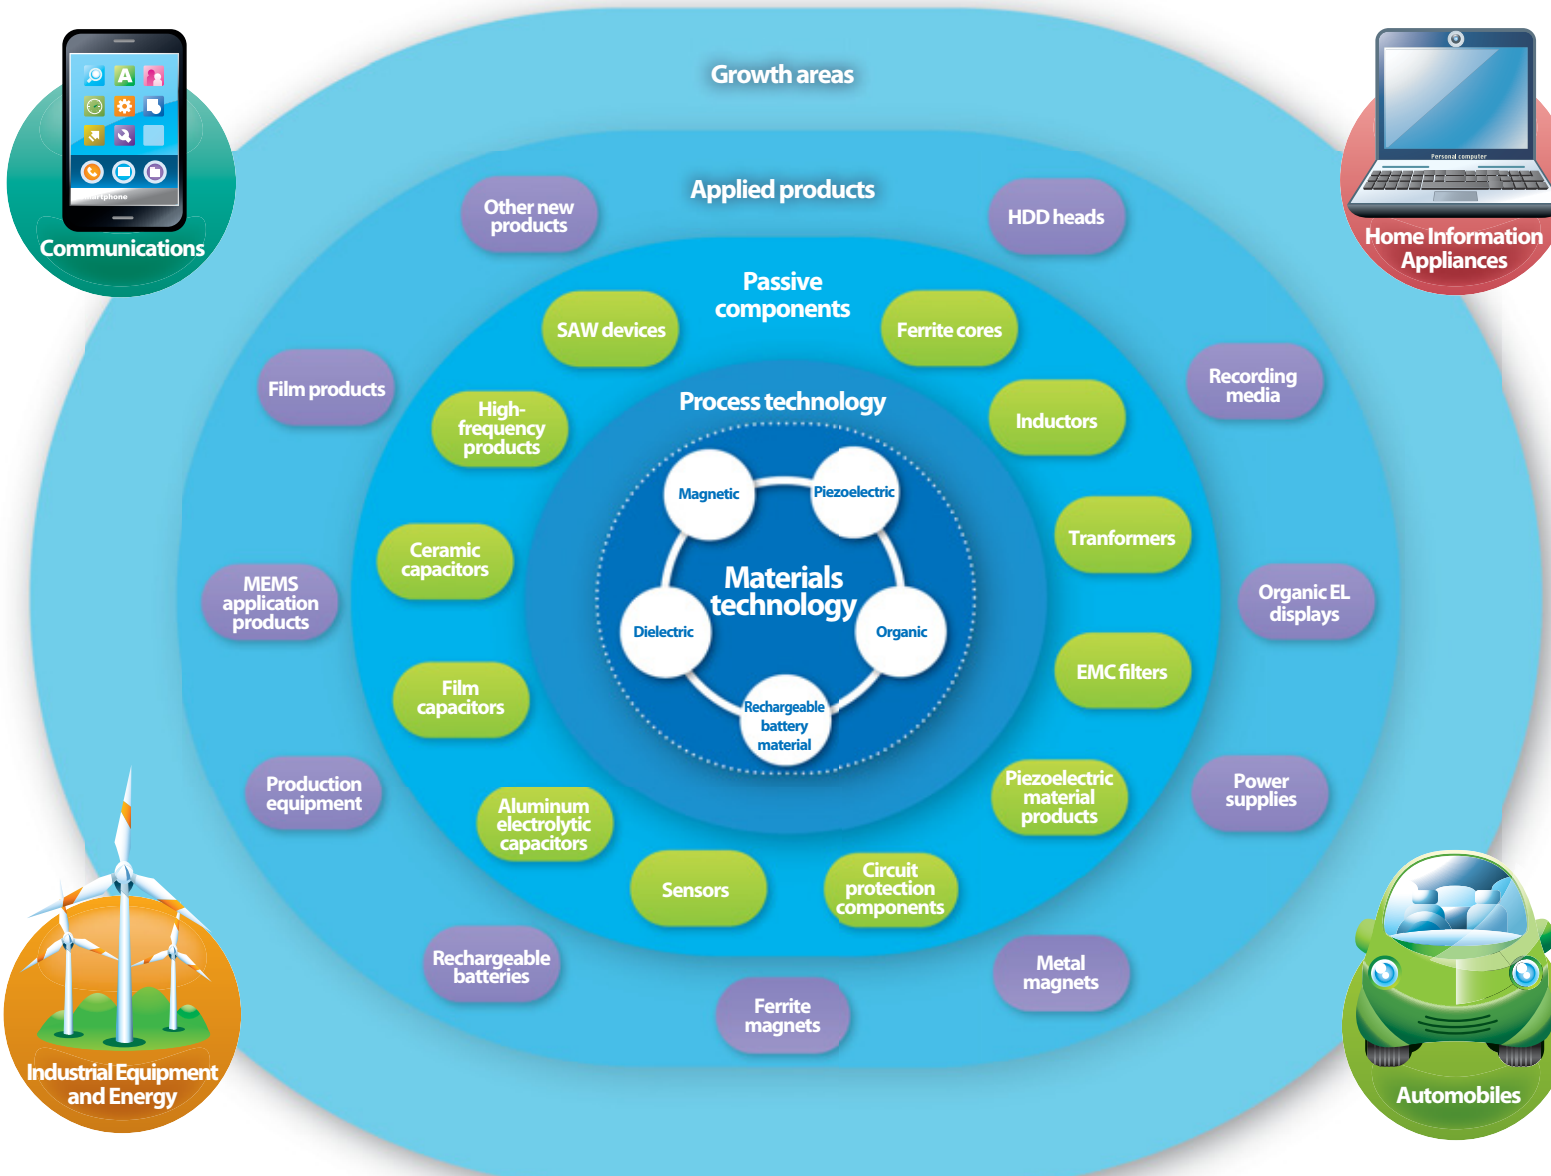 Growth areas
Applied products
Passive
components
Process technology
Materials
technology
Magnetic
Piezoelectric
Organic
Rechargeable
battery
material
Dielectric
SAW devices
Ferrite cores
Inductors
Tranformers
EMC filters
Piezoelectric
material
products
Circuit
protection
components
Sensors
Aluminum
electrolytic
capacitors
Film
capacitors
Ceramic
capacitors
High-
frequency
products
Other new
products
HDD heads
Recording
media
Organic EL
displays
Power
supplies
Metal
magnets
Ferrite
magnets
Rechargeable
batteries
Production
equipment
MEMS
application
products
Film products
A
Communications
Personal computer
Home Information
Appliances
Industrial Equipment
and Energy
Automobiles